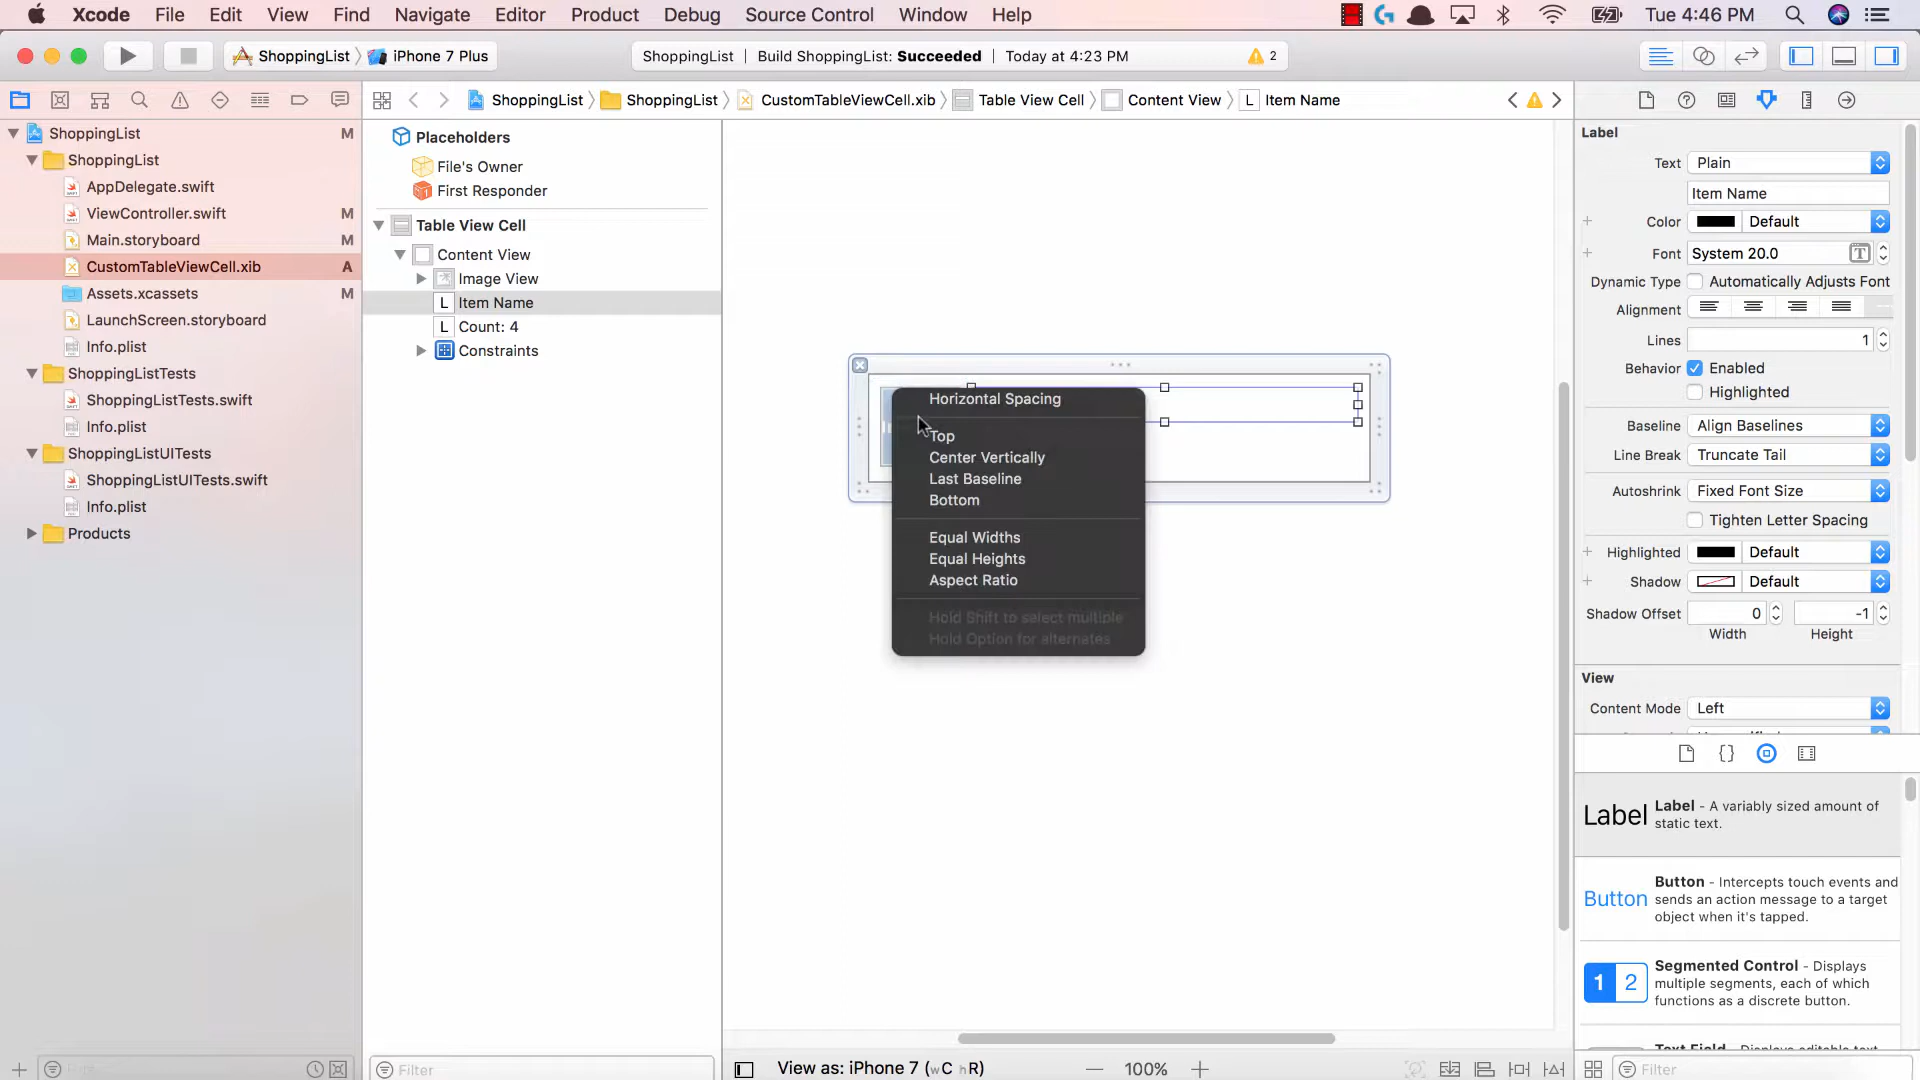 Xcode File Edit View Find Navigate Editor Product Debug Source Control Window Help Tue 4:46 PM
ShoppingList iPhone 7 Plus
ShoppingList Build ShoppingList: Succeeded Today at 4:23 PM 2
ShoppingList ShoppingList CustomTableViewCell.xib Table View Cell Content View L Item Name
ShoppingList M
ShoppingList
AppDelegate.swift
ViewController.swift M
Main.storyboard M
CustomTableViewCell.xib A
Assets.xcassets M
LaunchScreen.storyboard
Info.plist
ShoppingListTests
ShoppingListTests.swift
Info.plist
ShoppingListUITests
ShoppingListUITests.swift
Info.plist
Products
Placeholders
File's Owner
First Responder
Table View Cell
Content View
Image View
L Item Name
L Count: 4
Constraints
Filter
Horizontal Spacing
Top
Center Vertically
Last Baseline
Bottom
Equal Widths
Equal Heights
Aspect Ratio
Hold Shift to select multiple
Hold Option for alternates
View as: iPhone 7 (wC hR)
100%
Label
Text Plain
Item Name
Color Default
Font System 20.0 T
Dynamic Type Automatically Adjusts Font
Alignment
Lines 1
Behavior Enabled
Highlighted
Baseline Align Baselines
Line Break Truncate Tail
Autoshrink Fixed Font Size
Tighten Letter Spacing
Highlighted Default
Shadow Default
Shadow Offset 0 -1
Width Height
View
Content Mode Left
{}
Label Label - A variably sized amount of
static text.
Button Button - Intercepts touch events and
sends an action message to a target
object when it's tapped.
1 2 Segmented Control - Displays
multiple segments, each of which
functions as a discrete button.
Text Field - Displays editable text
Filter